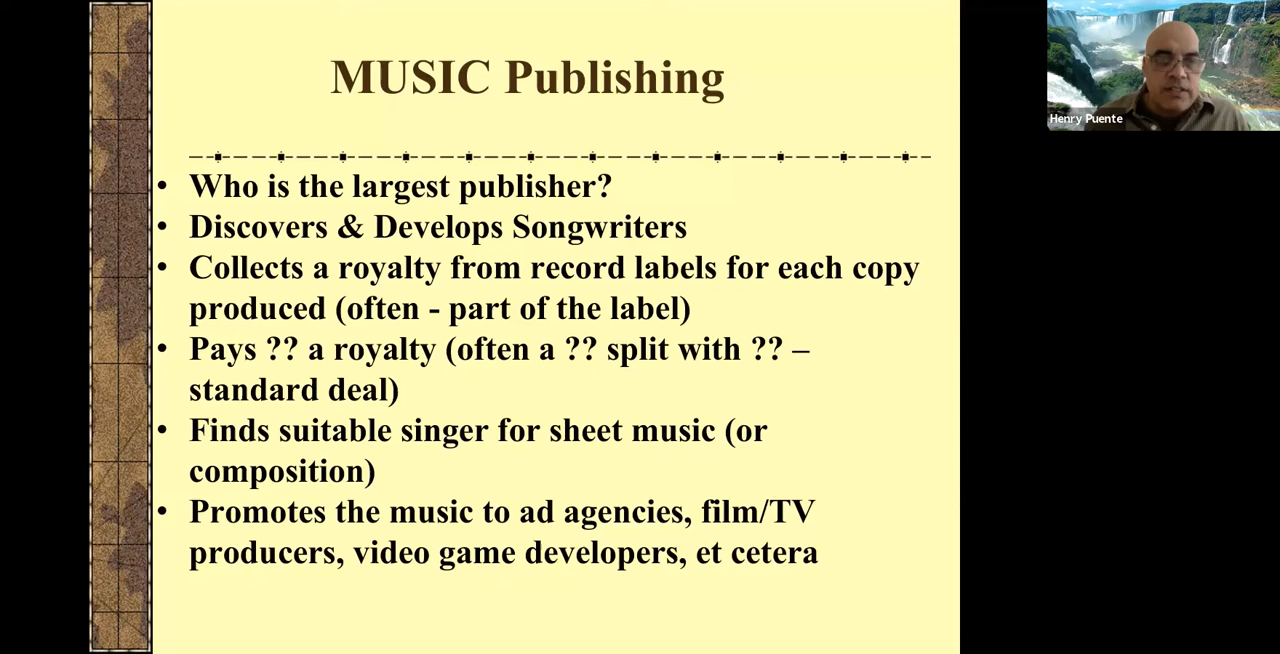 MUSIC Publishing
Henry Puente
• Who is the largest publisher?
• Discovers & Develops Songwriters
• Collects a royalty from record labels for each copy
produced (often - part of the label)
• Pays ?? a royalty (often a ?? split with ?? –
standard deal)
• Finds suitable singer for sheet music (or
composition)
• Promotes the music to ad agencies, film/TV
producers, video game developers, et cetera